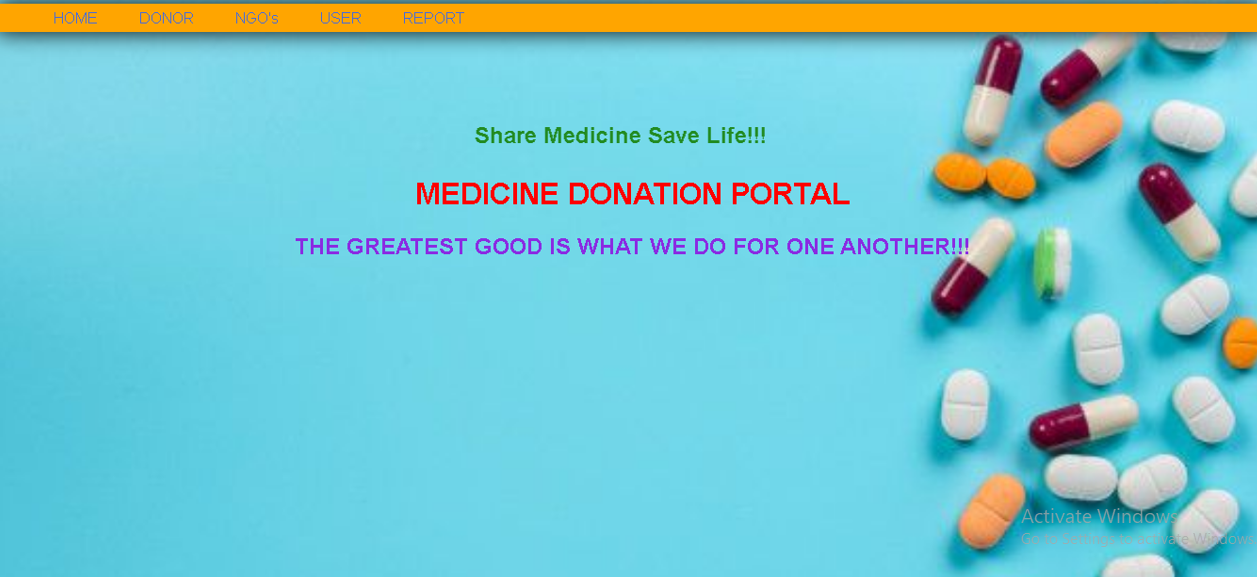 HOME DONOR NGO's USER REPORT
Share Medicine Save Life!!!
MEDICINE DONATION PORTAL
THE GREATEST GOOD IS WHAT WE DO FOR ONE ANOTHER!!!
Activate Windows
Go to Settings to activate Windows